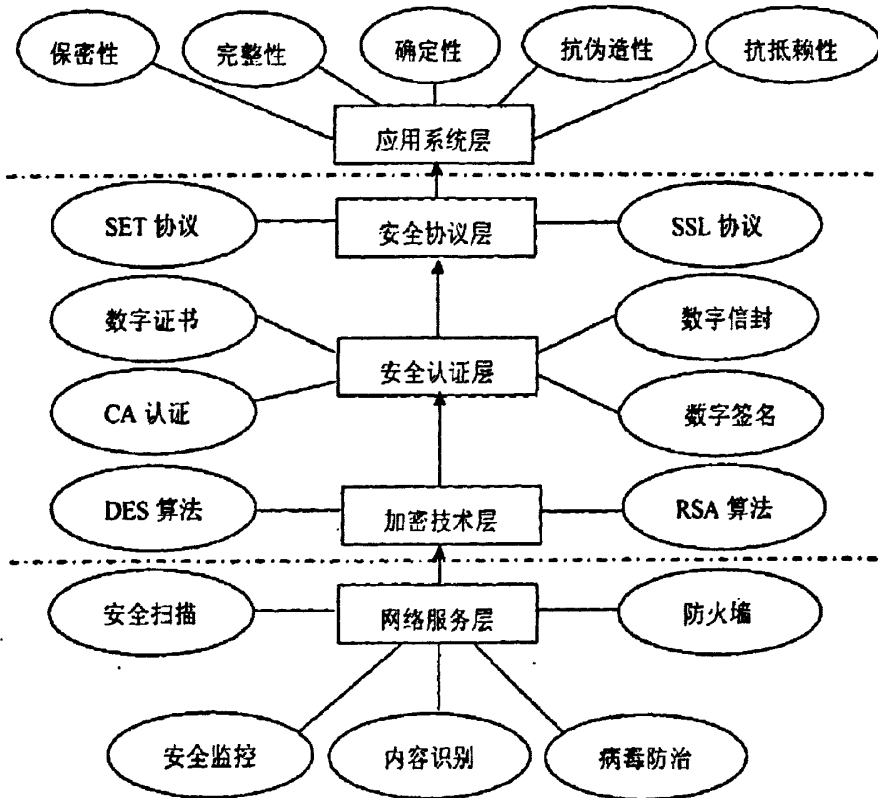 保密性
完整性
确定性
抗伪造性
抗抵赖性
应用系统层
SET 协议
安全协议层
SSL 协议
数字证书
数字信封
安全认证层
CA 认证
数字签名
DES 算法
加密技术层
RSA 算法
安全扫描
网络服务层
防火墙
安全监控
内容识别
病毒防治